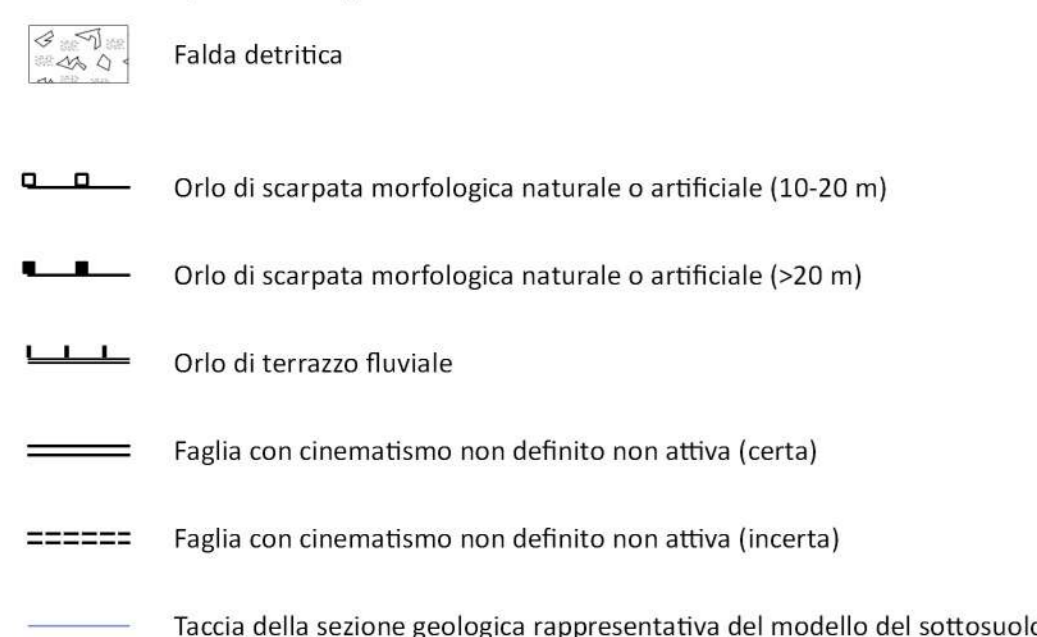 Falda detritica
Orlo di scarpata morfologica naturale o artificiale (10-20 m)
Orlo di scarpata morfologica naturale o artificiale (>20 m)
Orlo di terrazzo fluviale
Faglia con cinematismo non definito non attiva (certa)
Faglia con cinematismo non definito non attiva (incerta)
Taccia della sezione geologica rappresentativa del modello del sottosuolo